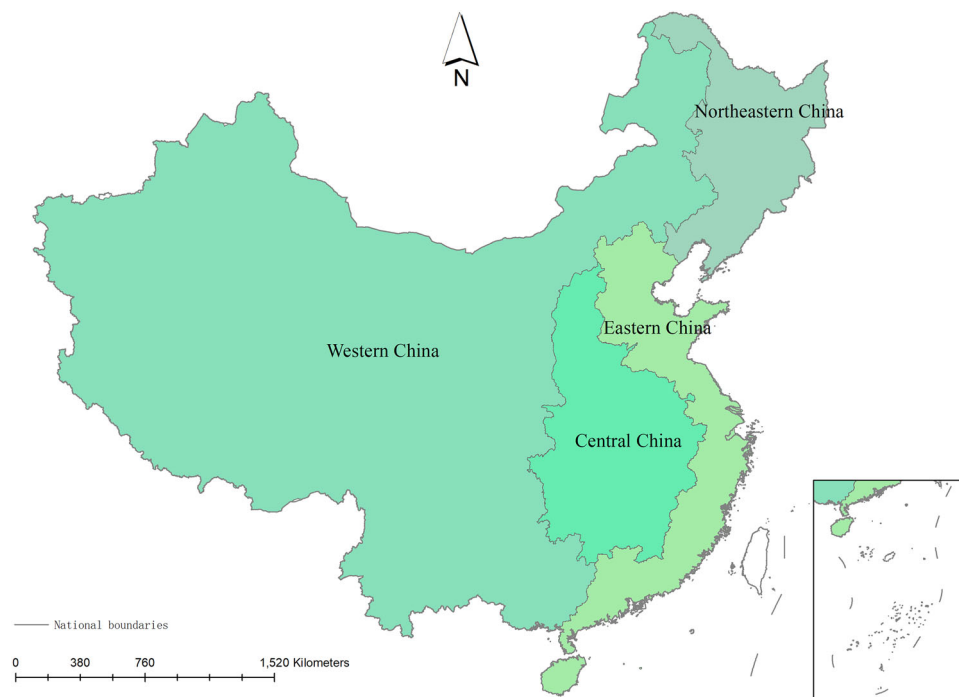 N
Northeastern China
Eastern China
Western China
Central China
National boundaries
0 380 760 1,520 Kilometers